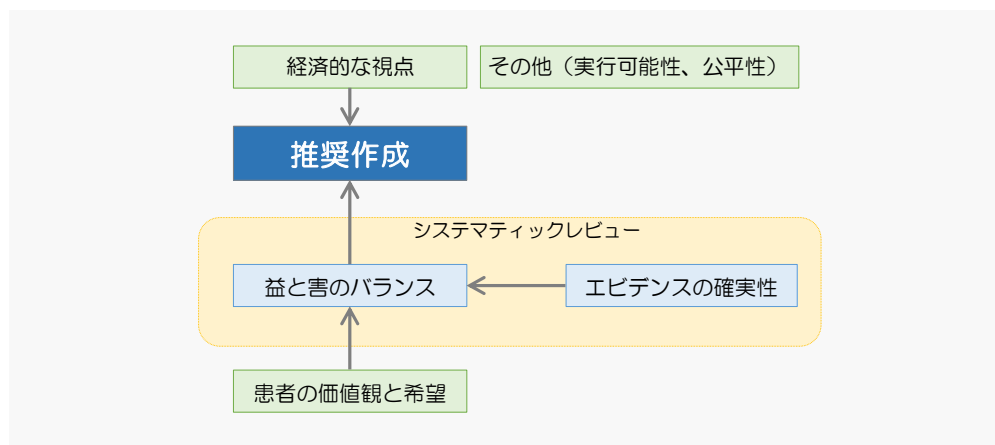 経済的な視点
その他（実行可能性、公平性）
推奨作成
システマティックレビュー
益と害のバランス
エビデンスの確実性
患者の価値観と希望